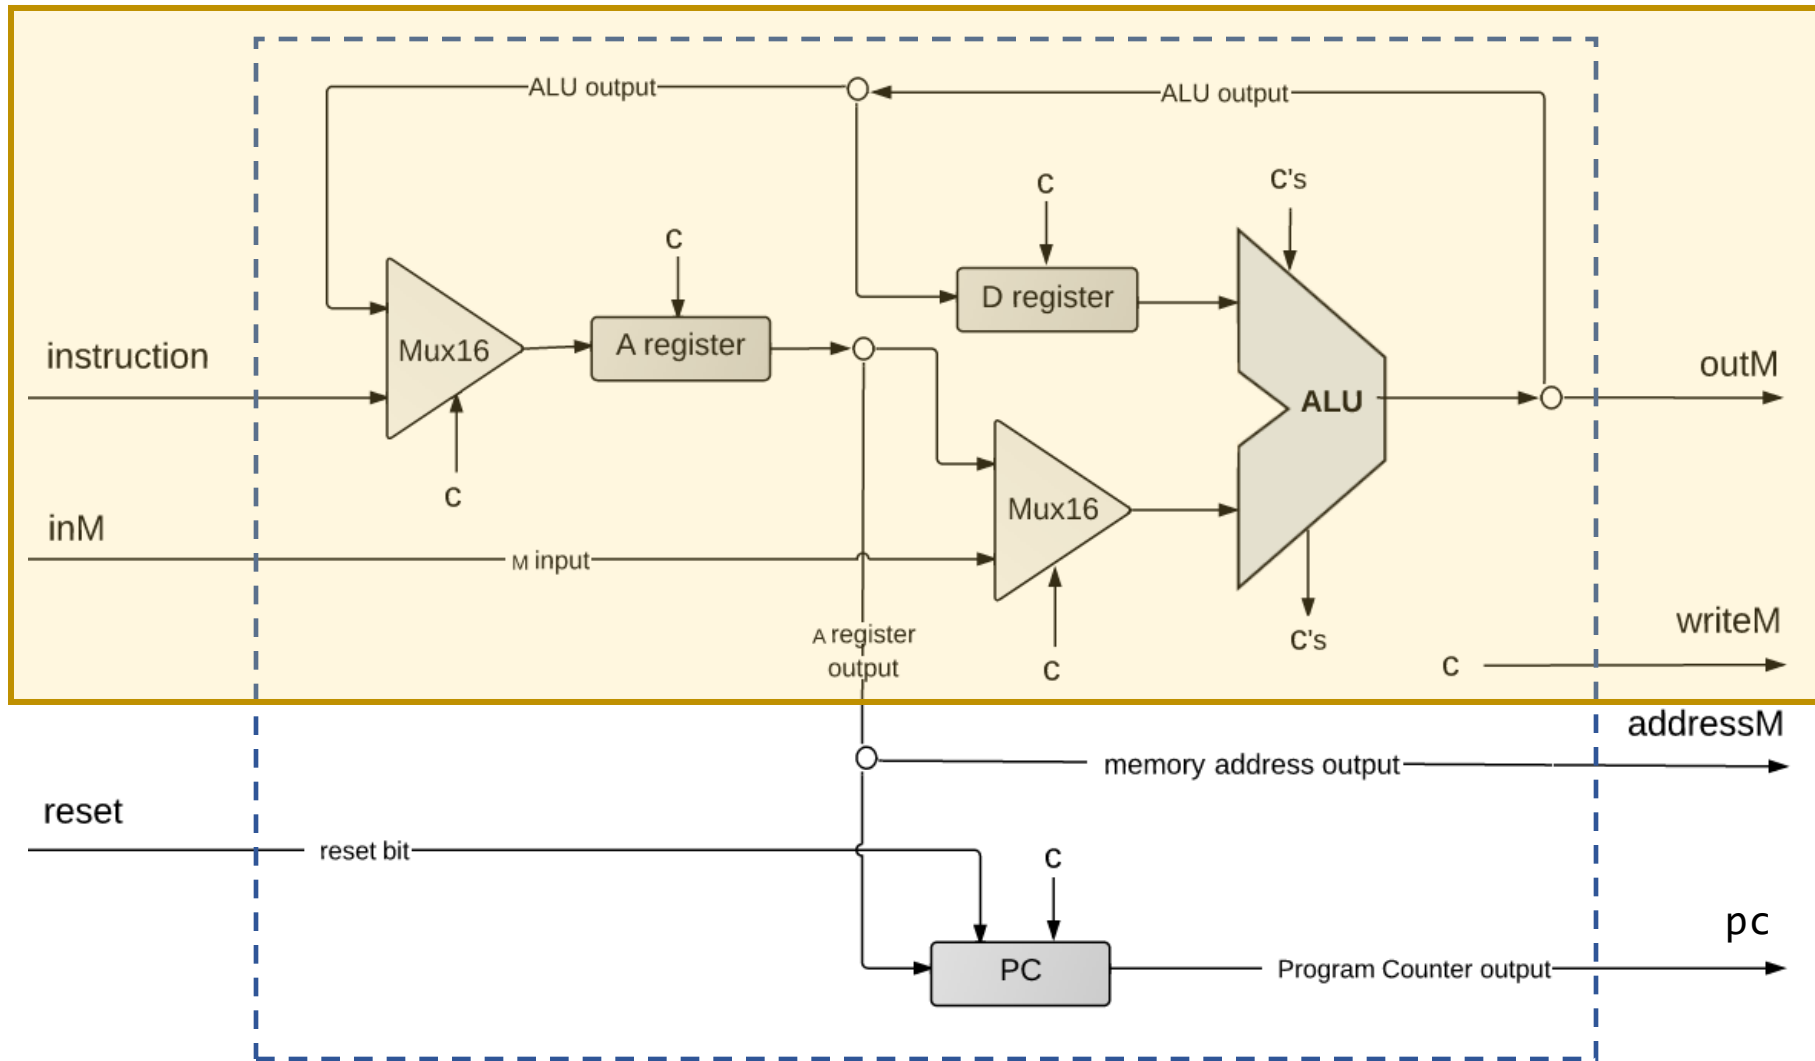 ALU output
ALU output
c
c's
c
D register
instruction
Mux16
A register
ALU
outM
c
inM
Mux16
M input
A register
output
c
c's
writeM
c
addressM
memory address output
reset
reset bit
c
pc
PC
Program Counter output